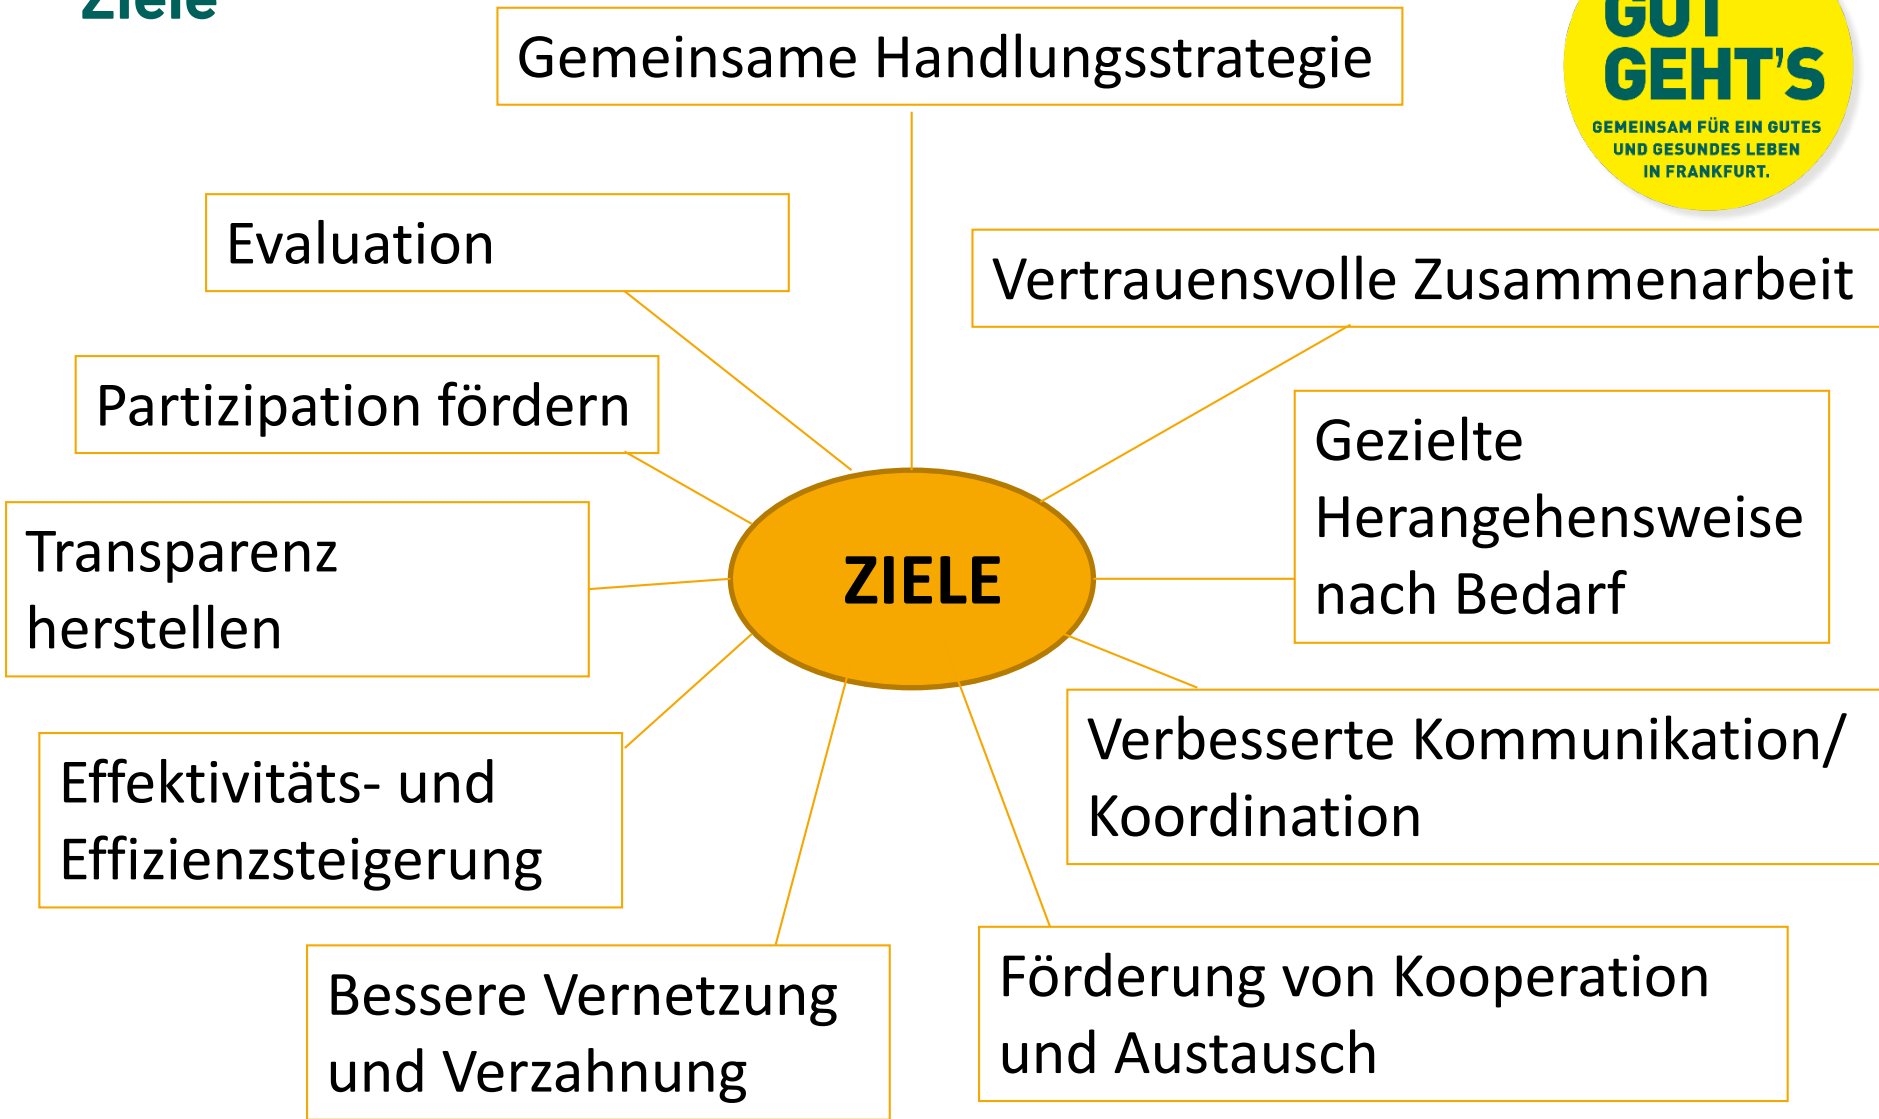 Ziele
Gemeinsame Handlungsstrategie
GUT
GEHT'S
GEMEINSAM FÜR EIN GUTES
UND GESUNDES LEBEN
IN FRANKFURT.
Evaluation
Vertrauensvolle Zusammenarbeit
Partizipation fördern
Gezielte
Herangehensweise
nach Bedarf
Transparenz
herstellen
ZIELE
Verbesserte Kommunikation/
Koordination
Effektivitäts- und
Effizienzsteigerung
Bessere Vernetzung
und Verzahnung
Förderung von Kooperation
und Austausch